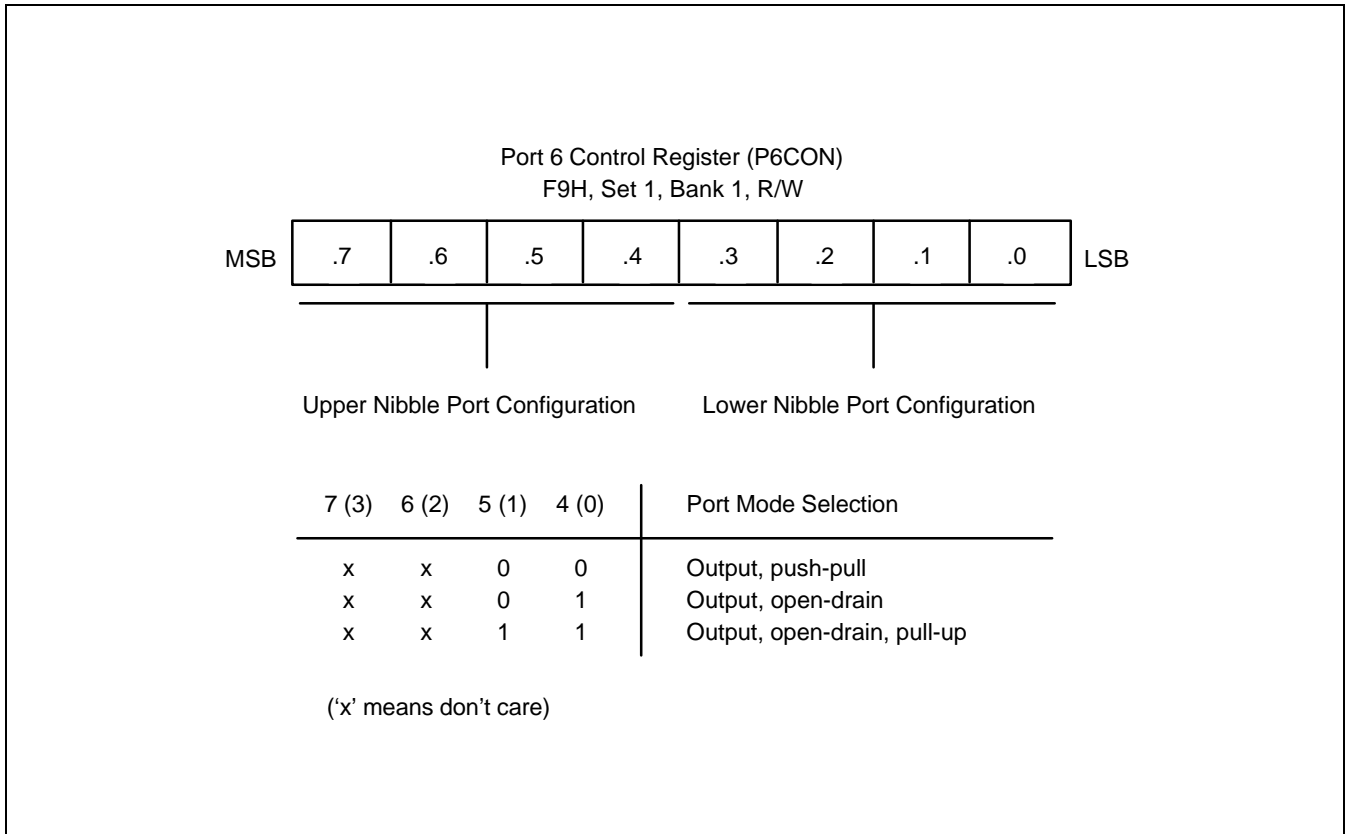 Port 6 Control Register (P6CON)
F9H, Set 1, Bank 1, R/W
MSB .7 .6 .5 .4 .3 .2 .1 .0 LSB
Upper Nibble Port Configuration Lower Nibble Port Configuration
7 (3) 6 (2) 5 (1) 4 (0) Port Mode Selection
x x 0 0 Output, push-pull
x x 0 1 Output, open-drain
x x 1 1 Output, open-drain, pull-up
(‘x’ means don’t care)